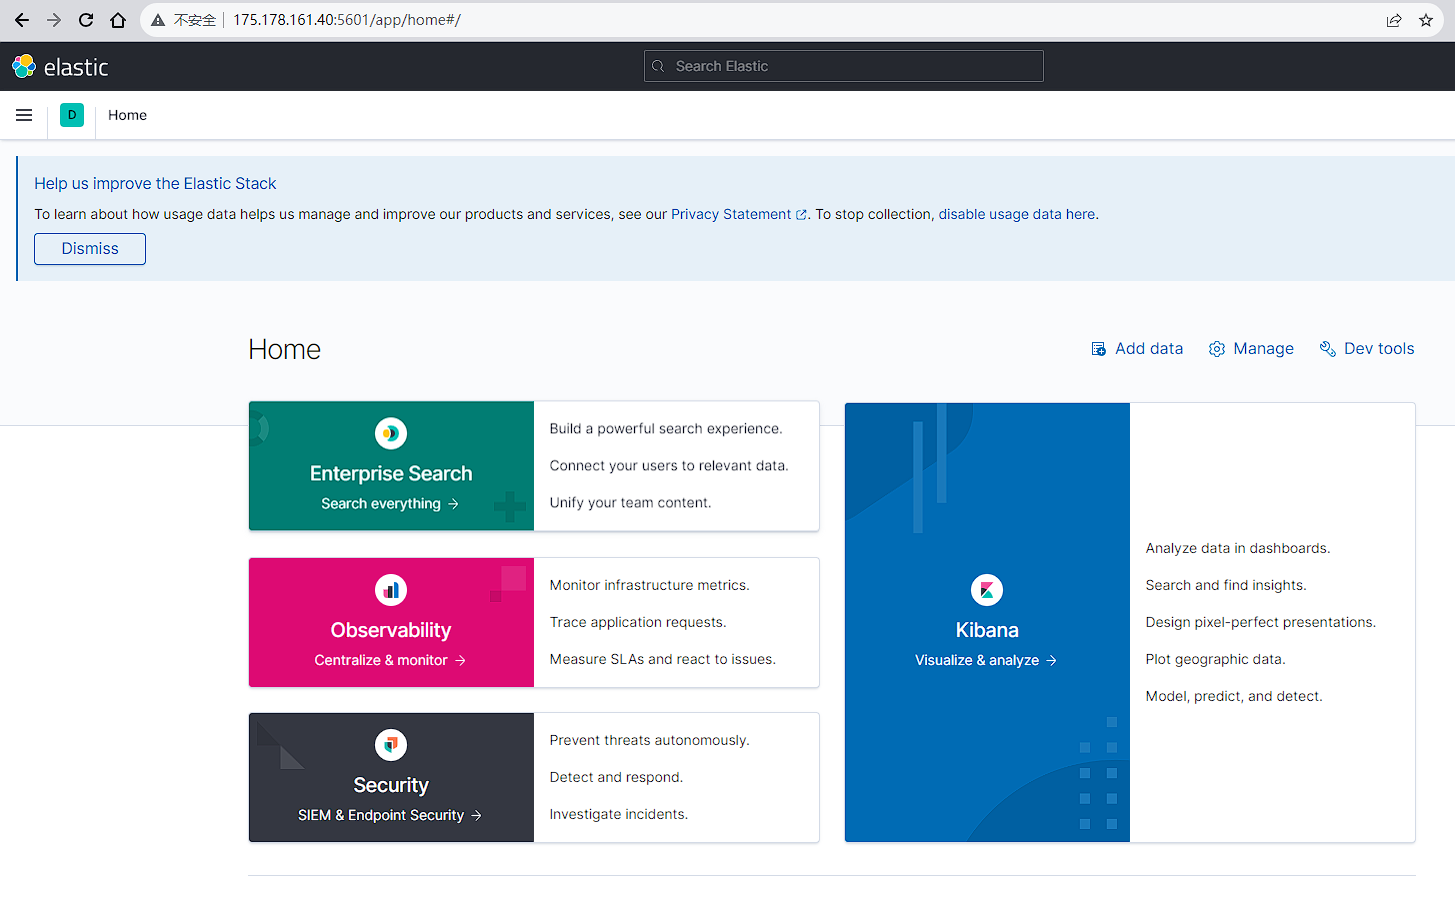 不安全 175.178.161.40:5601/app/home#/
elastic
Search Elastic
D Home
Help us improve the Elastic Stack
To learn about how usage data helps us manage and improve our products and services, see our Privacy Statement. To stop collection, disable usage data here.
Dismiss
Home
Add data Manage Dev tools
Enterprise Search
Search everything →
Build a powerful search experience.
Connect your users to relevant data.
Unify your team content.
Observability
Centralize & monitor →
Monitor infrastructure metrics.
Trace application requests.
Measure SLAs and react to issues.
Security
SIEM & Endpoint Security →
Prevent threats autonomously.
Detect and respond.
Investigate incidents.
Kibana
Visualize & analyze →
Analyze data in dashboards.
Search and find insights.
Design pixel-perfect presentations.
Plot geographic data.
Model, predict, and detect.